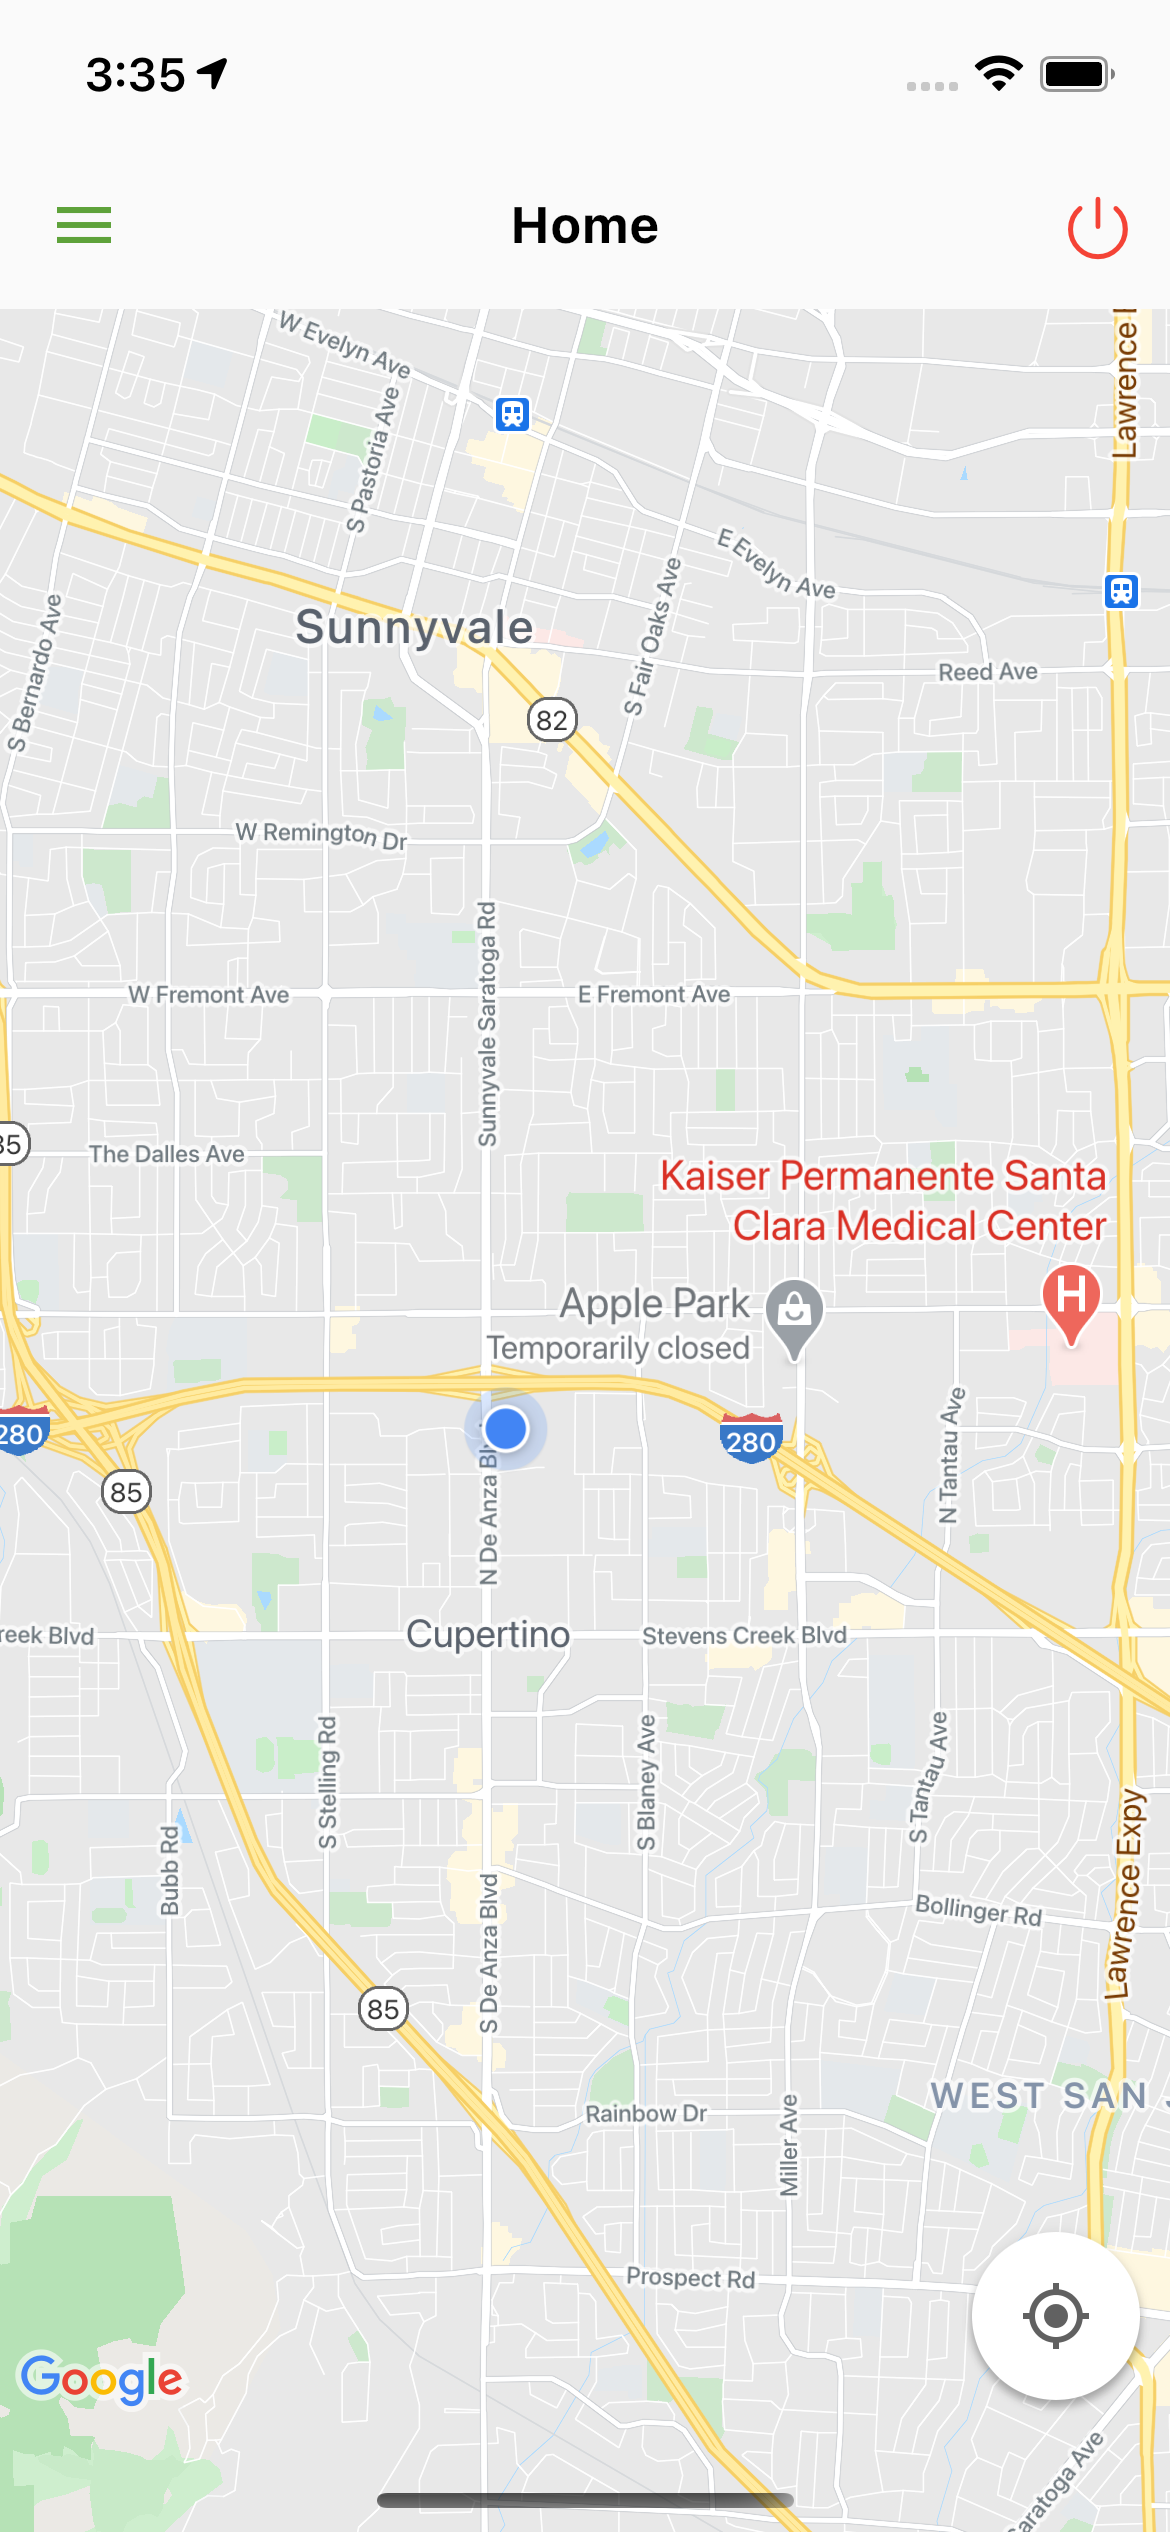 3:35
Home
W Evelyn Ave
Lawrence
S Pastoria Ave
E Evelyn Ave
S Fair Oaks Ave
S Bernardo Ave
Sunnyvale
Reed Ave
82
W Remington Dr
Sunnyvale Saratoga Rd
W Fremont Ave
E Fremont Ave
85
The Dalles Ave
Kaiser Permanente Santa
Clara Medical Center
H
Apple Park
Temporarily closed
280
280
85
N De Anza
N Tantau Ave
reek Blvd
Cupertino
Stevens Creek Blvd
S Stelling Rd
S Blaney Ave
S Tantau Ave
Bubb Rd
Lawrence Expy
S De Anza Blvd
Bollinger Rd
85
WEST SAN
Rainbow Dr
Miller Ave
Prospect Rd
Google
aratoga Ave